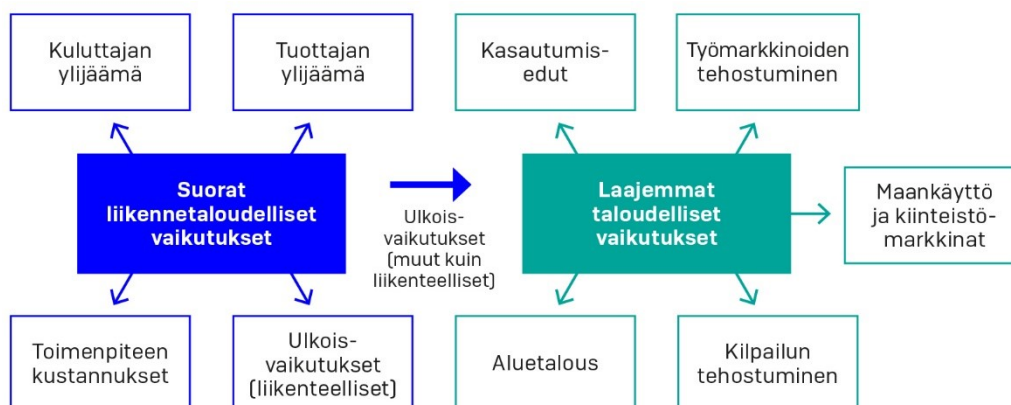 Kuluttajan
ylijäämä
Tuottajan
ylijäämä
Kasautumis-
edut
Työmarkkinoiden
tehostuminen
Suorat
liikennetaloudelliset
vaikutukset
Ulkois-
vaikutukset
(muut kuin
liikenteelliset)
Laajemmat
taloudelliset
vaikutukset
Maankäyttö
ja kiinteistö-
markkinat
Toimenpiteen
kustannukset
Ulkois-
vaikutukset
(liikenteelliset)
Aluetalous
Kilpailun
tehostuminen